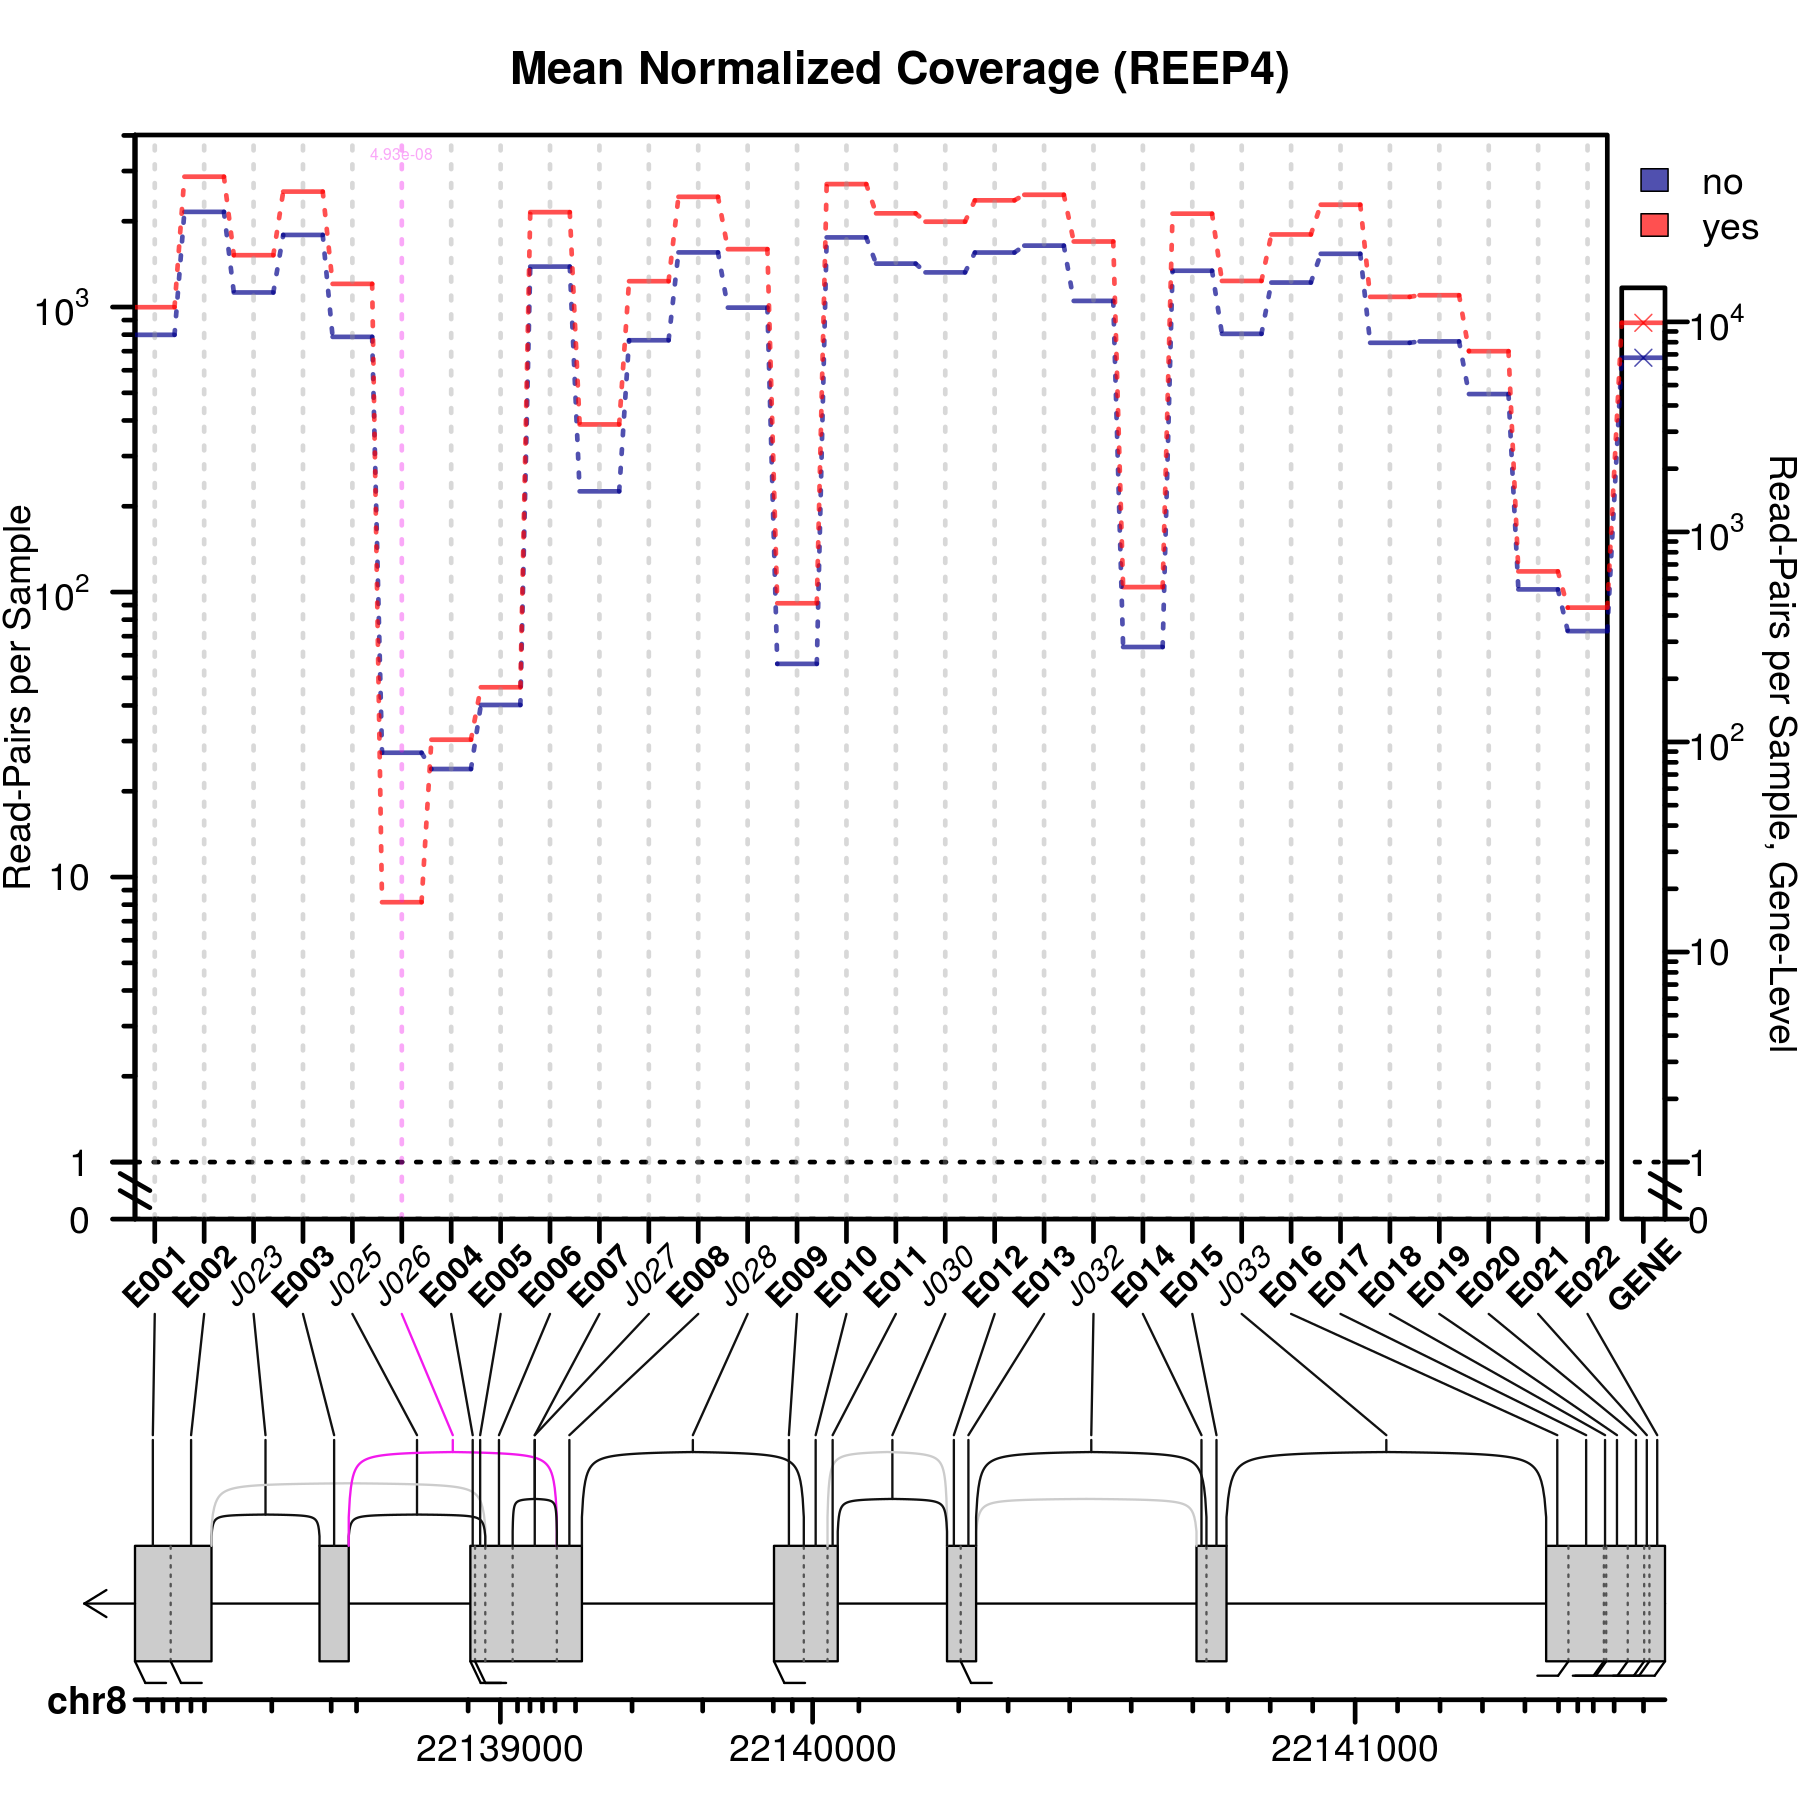 Mean Normalized Coverage (REEP4)
4.93e-08
no
yes
Read-Pairs per Sample
10³
10²
10
1
0
10⁴
10³
10²
10
1
0
Read-Pairs per Sample, Gene-Level
E001 E002 J023 E003 J025 J026 E004 E005 E006 E007 J027 E008 J028 E009 E010 E011 J030 E012 E013 J032 E014 E015 J033 E016 E017 E018 E019 E020 E021 E022 GENE
chr8
22139000 22140000 22141000